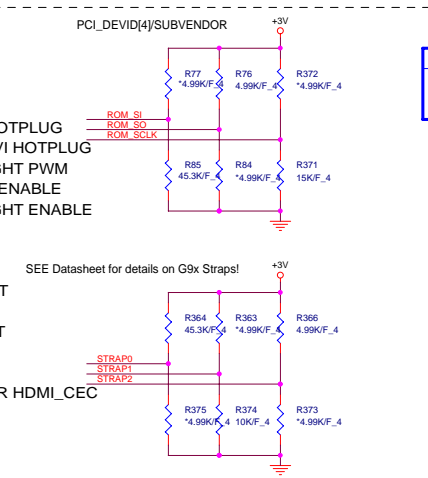 PCI_DEVID[4]/SUBVENDOR
+3V
R77
*4.99K/F_4
R76
4.99K/F_4
R372
*4.99K/F_4
ROM_SI
ROM_SO
ROM_SCLK
OTPLUG
VI HOTPLUG
GHT PWM
ENABLE
GHT ENABLE
R85
45.3K/F_4
R84
*4.99K/F_4
R371
15K/F_4
SEE Datasheet for details on G9x Straps!
+3V
T
R364
45.3K/F_4
R363
*4.99K/F_4
R366
4.99K/F_4
T
STRAP0
STRAP1
STRAP2
R HDMI_CEC
R375
*4.99K/F_4
R374
10K/F_4
R373
*4.99K/F_4